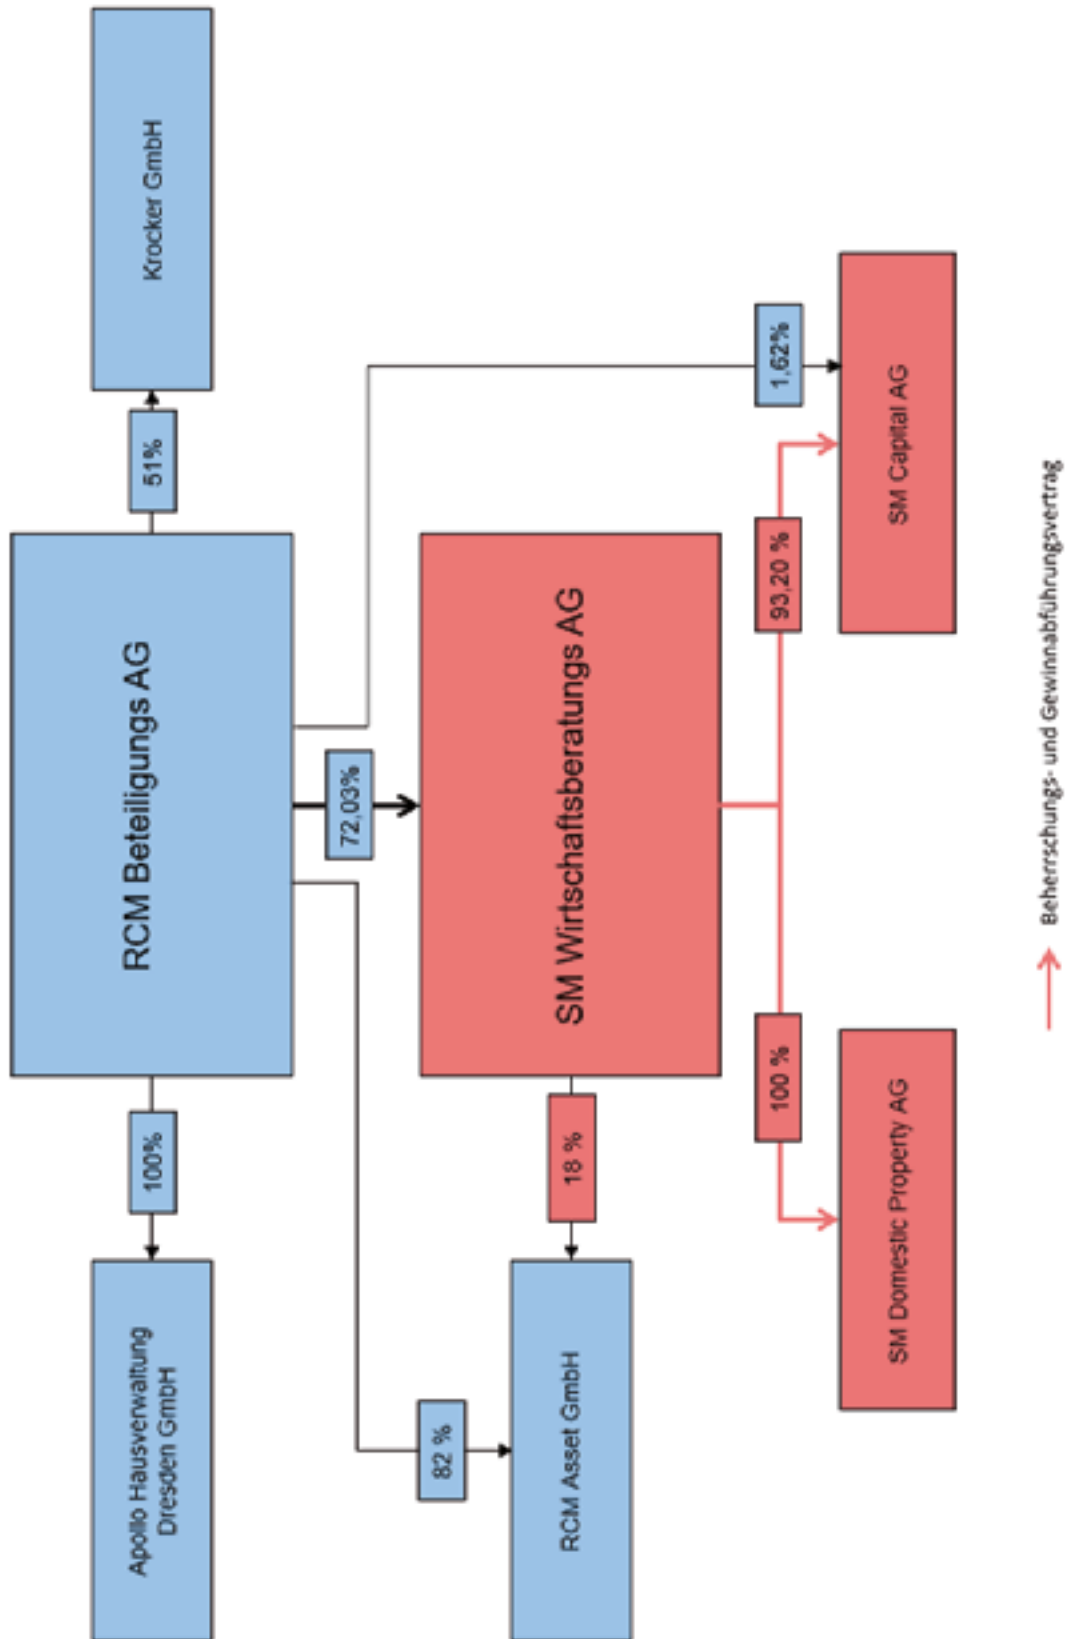 Krocker GmbH
51%
RCM Beteiligungs AG
100%
Apollo Hausverwaltung
Dresden GmbH
72,03%
1,62%
82 %
SM Wirtschaftsberatungs AG
18 %
RCM Asset GmbH
93,20 %
100 %
SM Capital AG
SM Domestic Property AG
Beherrschungs- und Gewinnabführungsvertrag